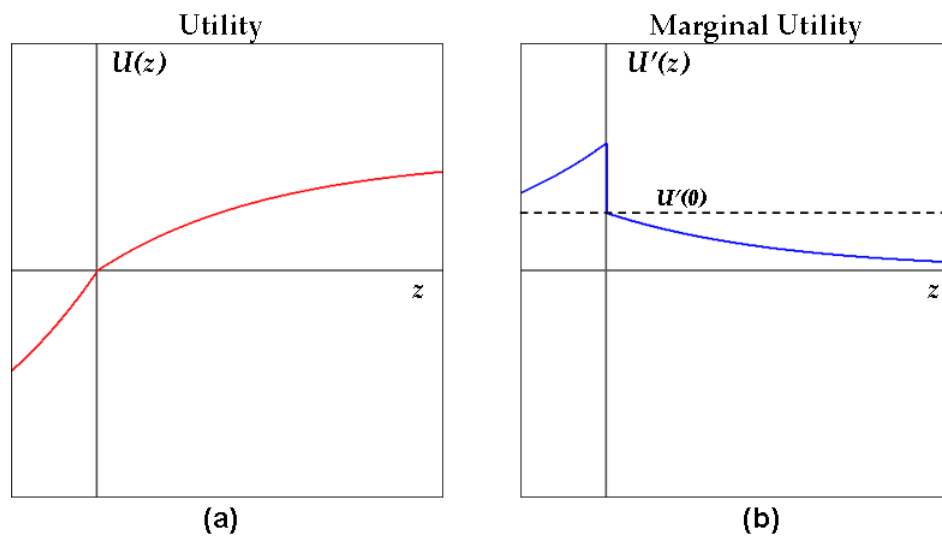 Utility
U(z)
z
(a)
Marginal Utility
U'(z)
U'(0)
z
(b)